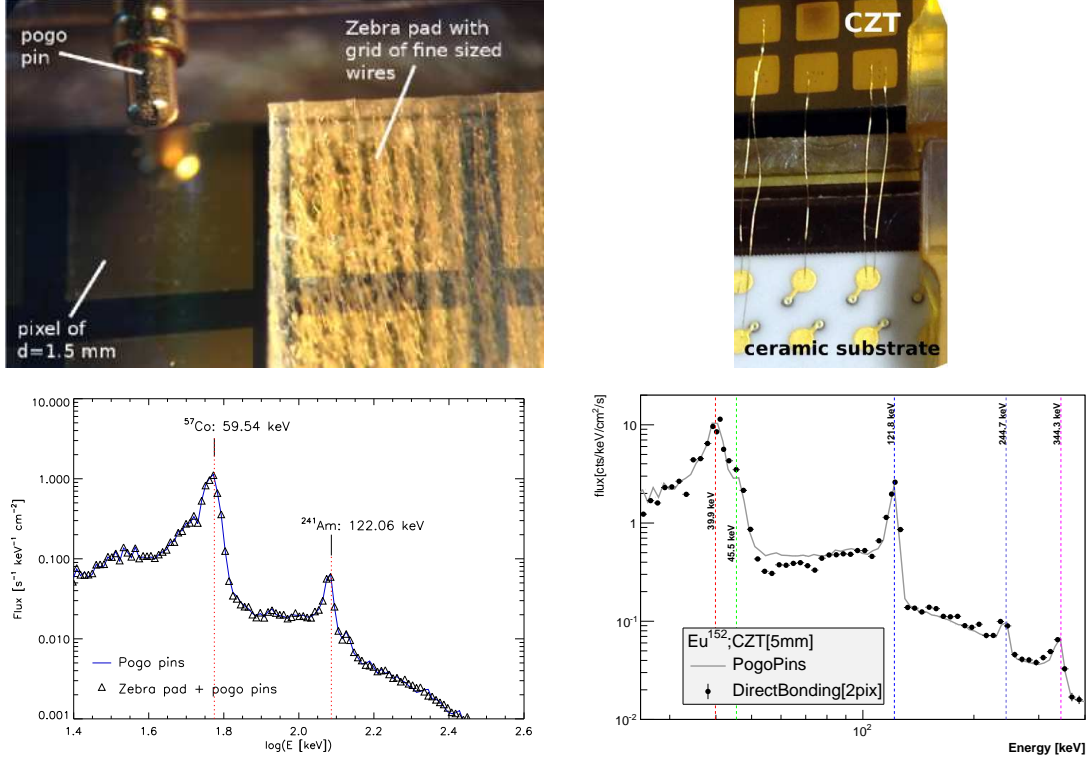 pogo
pin
Zebra pad with
grid of fine sized
wires
pixel of
d=1.5 mm
CZT
ceramic substrate
10.000
1.000
0.100
0.010
0.001
Flux [s⁻¹ keV⁻¹ cm⁻²]
⁵⁷Co: 59.54 keV
²⁴¹Am: 122.06 keV
Pogo pins
Zebra pad + pogo pins
1.4 1.6 1.8 2.0 2.2 2.4 2.6
log(E [keV])
flux[cts/keV/cm²/s]
10
1
10⁻¹
10⁻²
39.9 keV
45.5 keV
121.8 keV
244.7 keV
344.3 keV
Eu¹⁵²;CZT[5mm]
PogoPins
DirectBonding[2pix]
10²
Energy [keV]